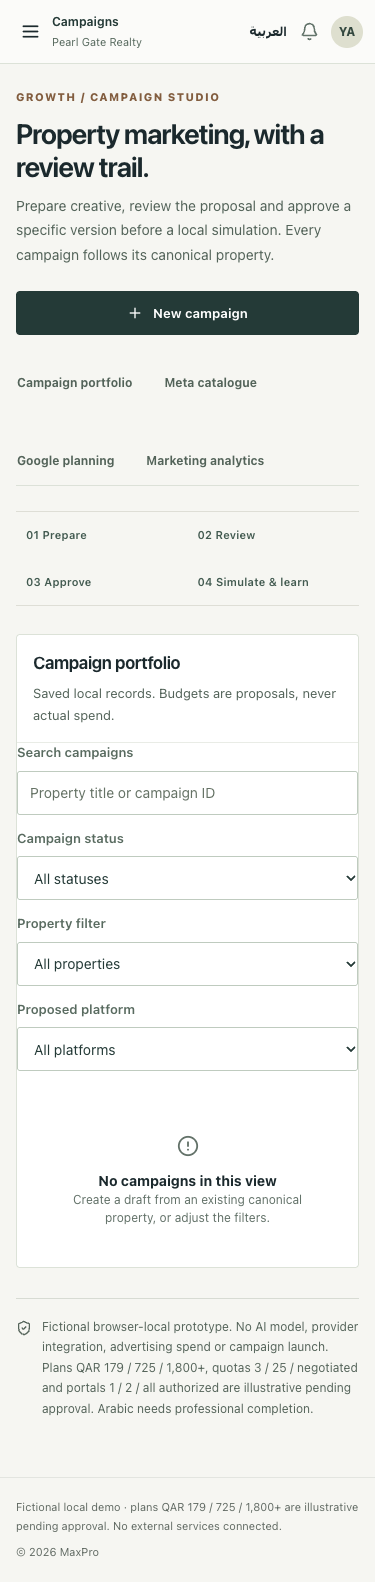 Campaigns
Pearl Gate Realty
العربية
YA
GROWTH / CAMPAIGN STUDIO
Property marketing, with a
review trail.
Prepare creative, review the proposal and approve a
specific version before a local simulation. Every
campaign follows its canonical property.
New campaign
Campaign portfolio
Meta catalogue
Google planning
Marketing analytics
01 Prepare
02 Review
03 Approve
04 Simulate & learn
Campaign portfolio
Saved local records. Budgets are proposals, never
actual spend.
Search campaigns
Property title or campaign ID
Campaign status
All statuses
Property filter
All properties
Proposed platform
All platforms
No campaigns in this view
Create a draft from an existing canonical
property, or adjust the filters.
Fictional browser-local prototype. No AI model, provider
integration, advertising spend or campaign launch.
Plans QAR 179 / 725 / 1,800+, quotas 3 / 25 / negotiated
and portals 1 / 2 / all authorized are illustrative pending
approval. Arabic needs professional completion.
Fictional local demo · plans QAR 179 / 725 / 1,800+ are illustrative
pending approval. No external services connected.
© 2026 MaxPro